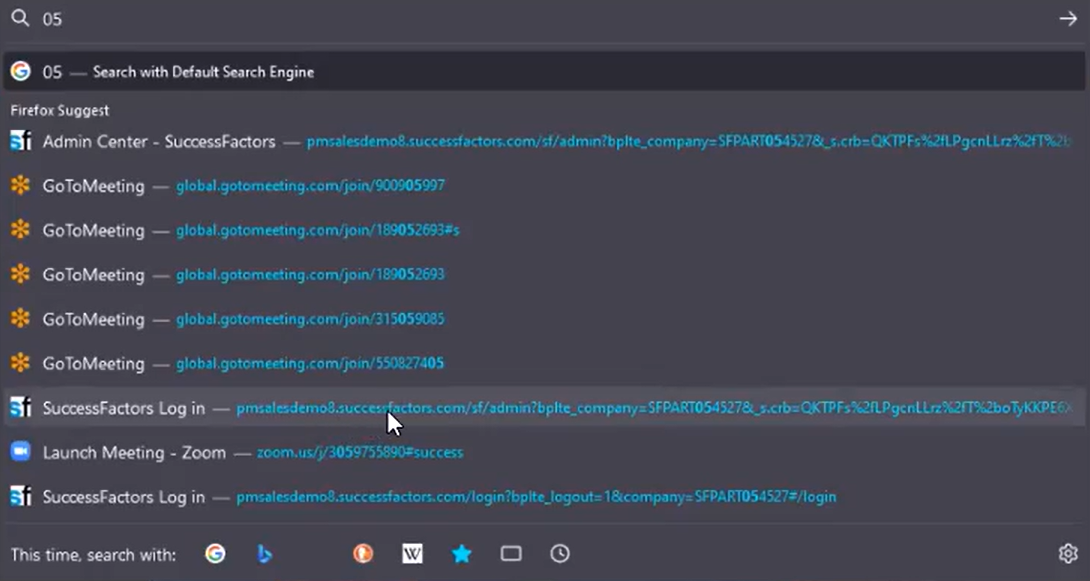 05
05 — Search with Default Search Engine
Firefox Suggest
Admin Center - SuccessFactors — pmsalesdemo8.successfactors.com/sf/admin?bplte_company=SFPART054527&_s.crb=QKTPFs%2fLPgcnLLrz%2fT%2b
GoToMeeting — global.gotomeeting.com/join/900905997
GoToMeeting — global.gotomeeting.com/join/189052693#s
GoToMeeting — global.gotomeeting.com/join/189052693
GoToMeeting — global.gotomeeting.com/join/315059085
GoToMeeting — global.gotomeeting.com/join/550827405
SuccessFactors Log in — pmsalesdemo8.successfactors.com/sf/admin?bplte_company=SFPART054527&_s.crb=QKTPFs%2fLPgcnLLrz%2fT%2boTyKKPE6X
Launch Meeting - Zoom — zoom.us/j/3059755890#success
SuccessFactors Log in — pmsalesdemo8.successfactors.com/login?bplte_logout=1&company=SFPART054527#/login
This time, search with: